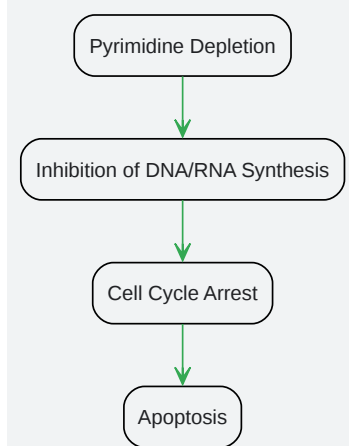 Pyrimidine Depletion
Inhibition of DNA/RNA Synthesis
Cell Cycle Arrest
Apoptosis